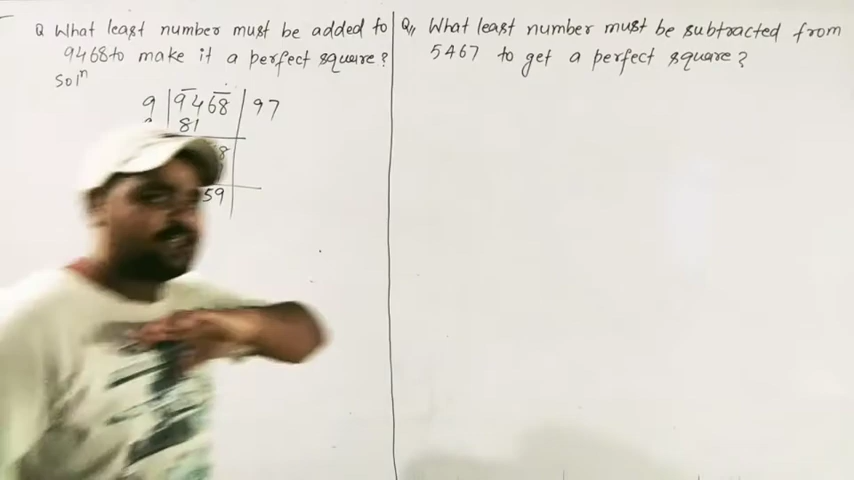 Q What least number must be added to
9468 to make it a perfect square?
Solⁿ
9 | 9468 | 97
81
8
59
Q,, What least number must be subtracted from
5467 to get a perfect square?